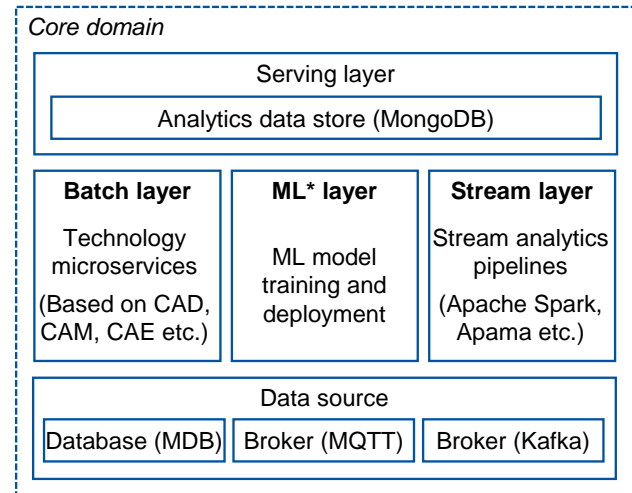 Core domain
Serving layer
Analytics data store (MongoDB)
Batch layer
Technology
microservices
(Based on CAD,
CAM, CAE etc.)
ML* layer
ML model
training and
deployment
Stream layer
Stream analytics
pipelines
(Apache Spark,
Apama etc.)
Data source
Database (MDB)
Broker (MQTT)
Broker (Kafka)